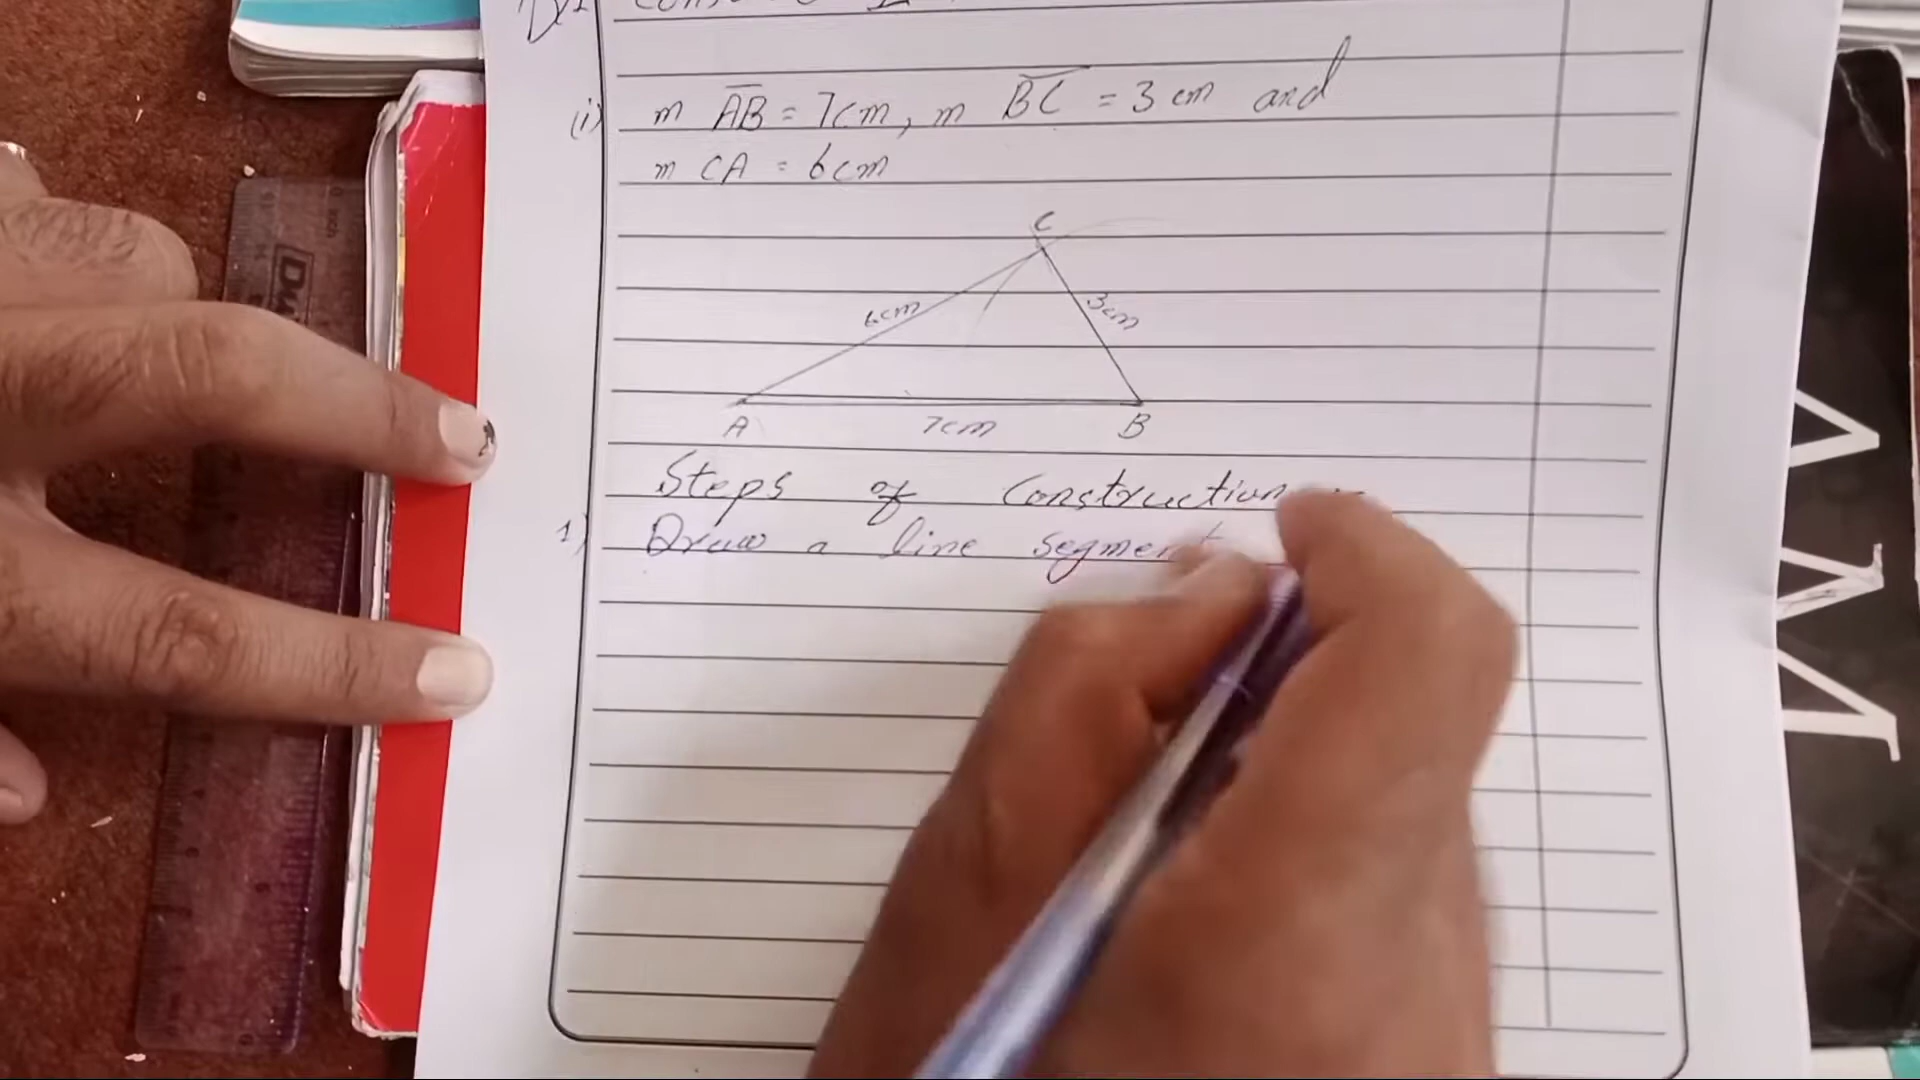 (i) m AB = 7cm, m BC = 3 cm and
m CA = 6cm
C
6cm 3cm
A 7cm B
Steps of Construction
1) Draw a line segment